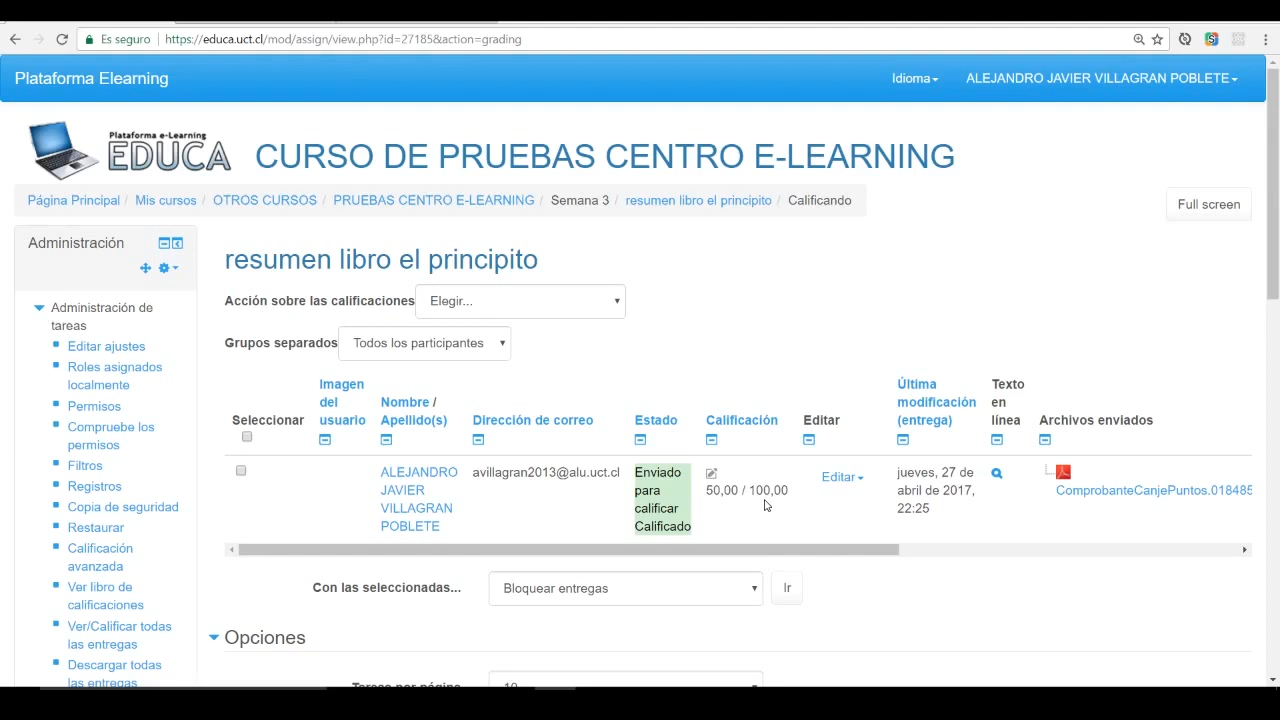 Es seguro https://educa.uct.cl/mod/assign/view.php?id=27185&action=grading
Plataforma Elearning
Idioma
ALEJANDRO JAVIER VILLAGRAN POBLETE
Plataforma e-Learning
EDUCA
CURSO DE PRUEBAS CENTRO E-LEARNING
Página Principal / Mis cursos / OTROS CURSOS / PRUEBAS CENTRO E-LEARNING / Semana 3 / resumen libro el principito / Calificando
Full screen
Administración
Administración de
tareas
Editar ajustes
Roles asignados
localmente
Permisos
Compruebe los
permisos
Filtros
Registros
Copia de seguridad
Restaurar
Calificación
avanzada
Ver libro de
calificaciones
Ver/Calificar todas
las entregas
Descargar todas
las entregas
resumen libro el principito
Acción sobre las calificaciones
Elegir...
Grupos separados
Todos los participantes
Seleccionar
Imagen
del
usuario
Nombre /
Apellido(s)
Dirección de correo
Estado
Calificación
Editar
Última
modificación
(entrega)
Texto
en
línea
Archivos enviados
ALEJANDRO
JAVIER
VILLAGRAN
POBLETE
avillagran2013@alu.uct.cl
Enviado
para
calificar
Calificado
50,00 / 100,00
Editar
jueves, 27 de
abril de 2017,
22:25
ComprobanteCanjePuntos.018485
Con las seleccionadas...
Bloquear entregas
Ir
Opciones
Tareas por página
10